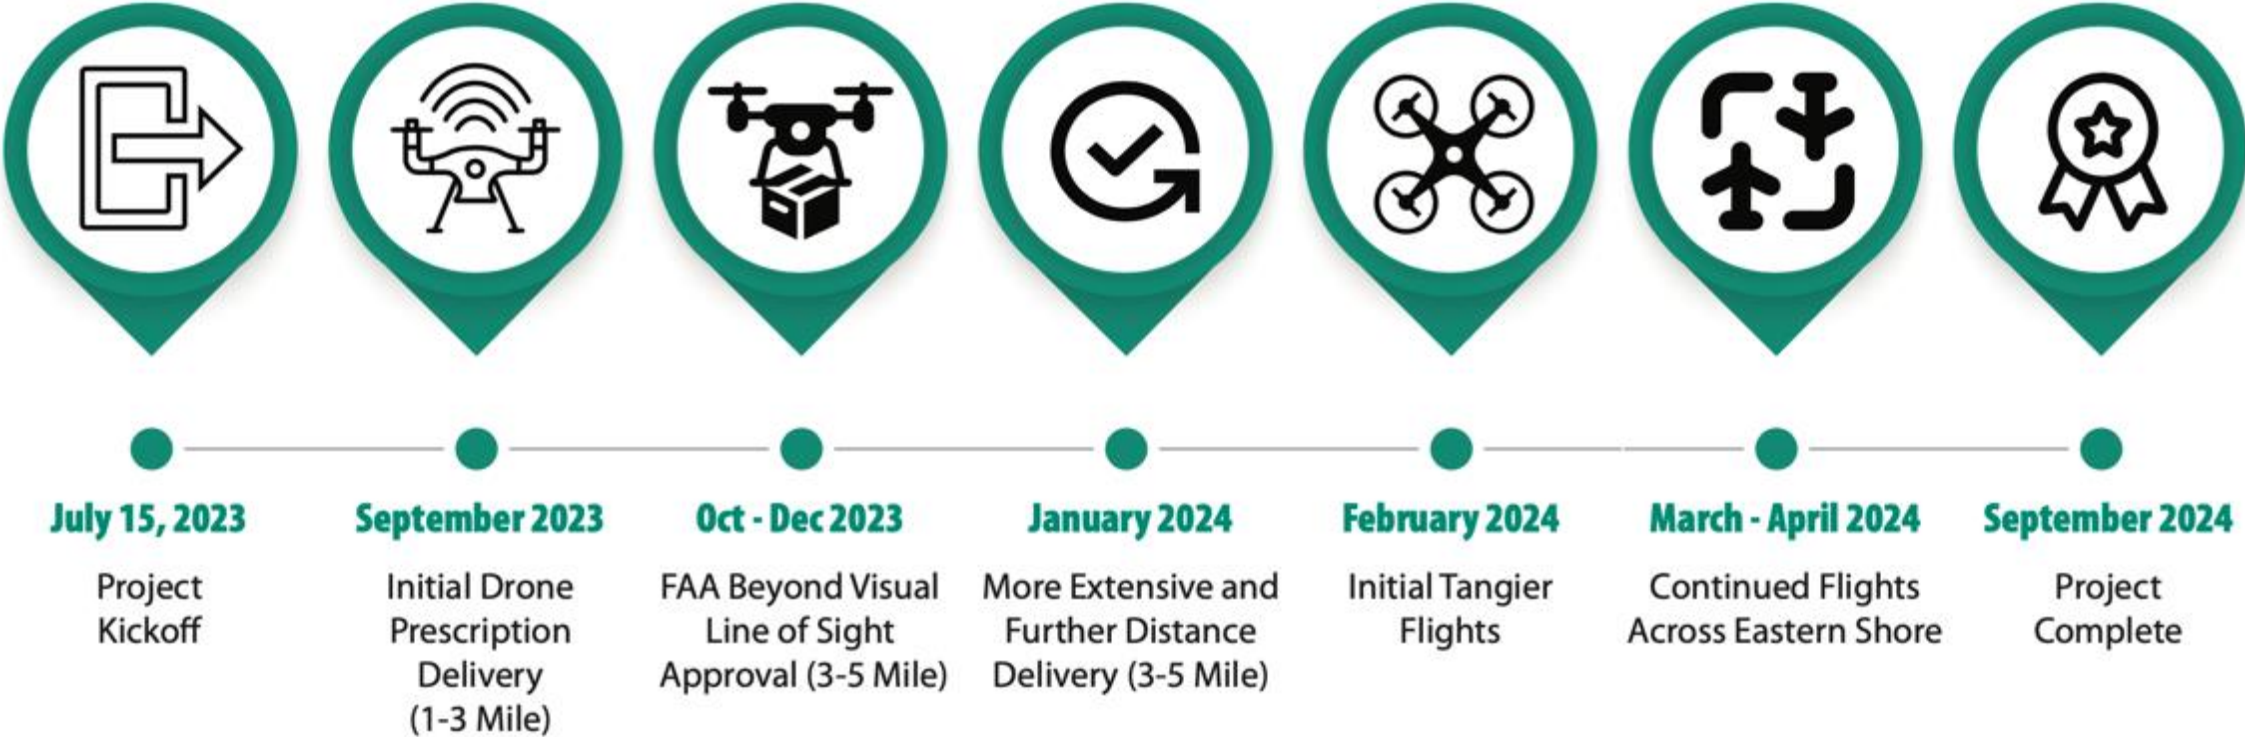 July 15, 2023
Project
Kickoff
September 2023
Initial Drone
Prescription
Delivery
(1-3 Mile)
Oct - Dec 2023
FAA Beyond Visual
Line of Sight
Approval (3-5 Mile)
January 2024
More Extensive and
Further Distance
Delivery (3-5 Mile)
February 2024
Initial Tangier
Flights
March - April 2024
Continued Flights
Across Eastern Shore
September 2024
Project
Complete